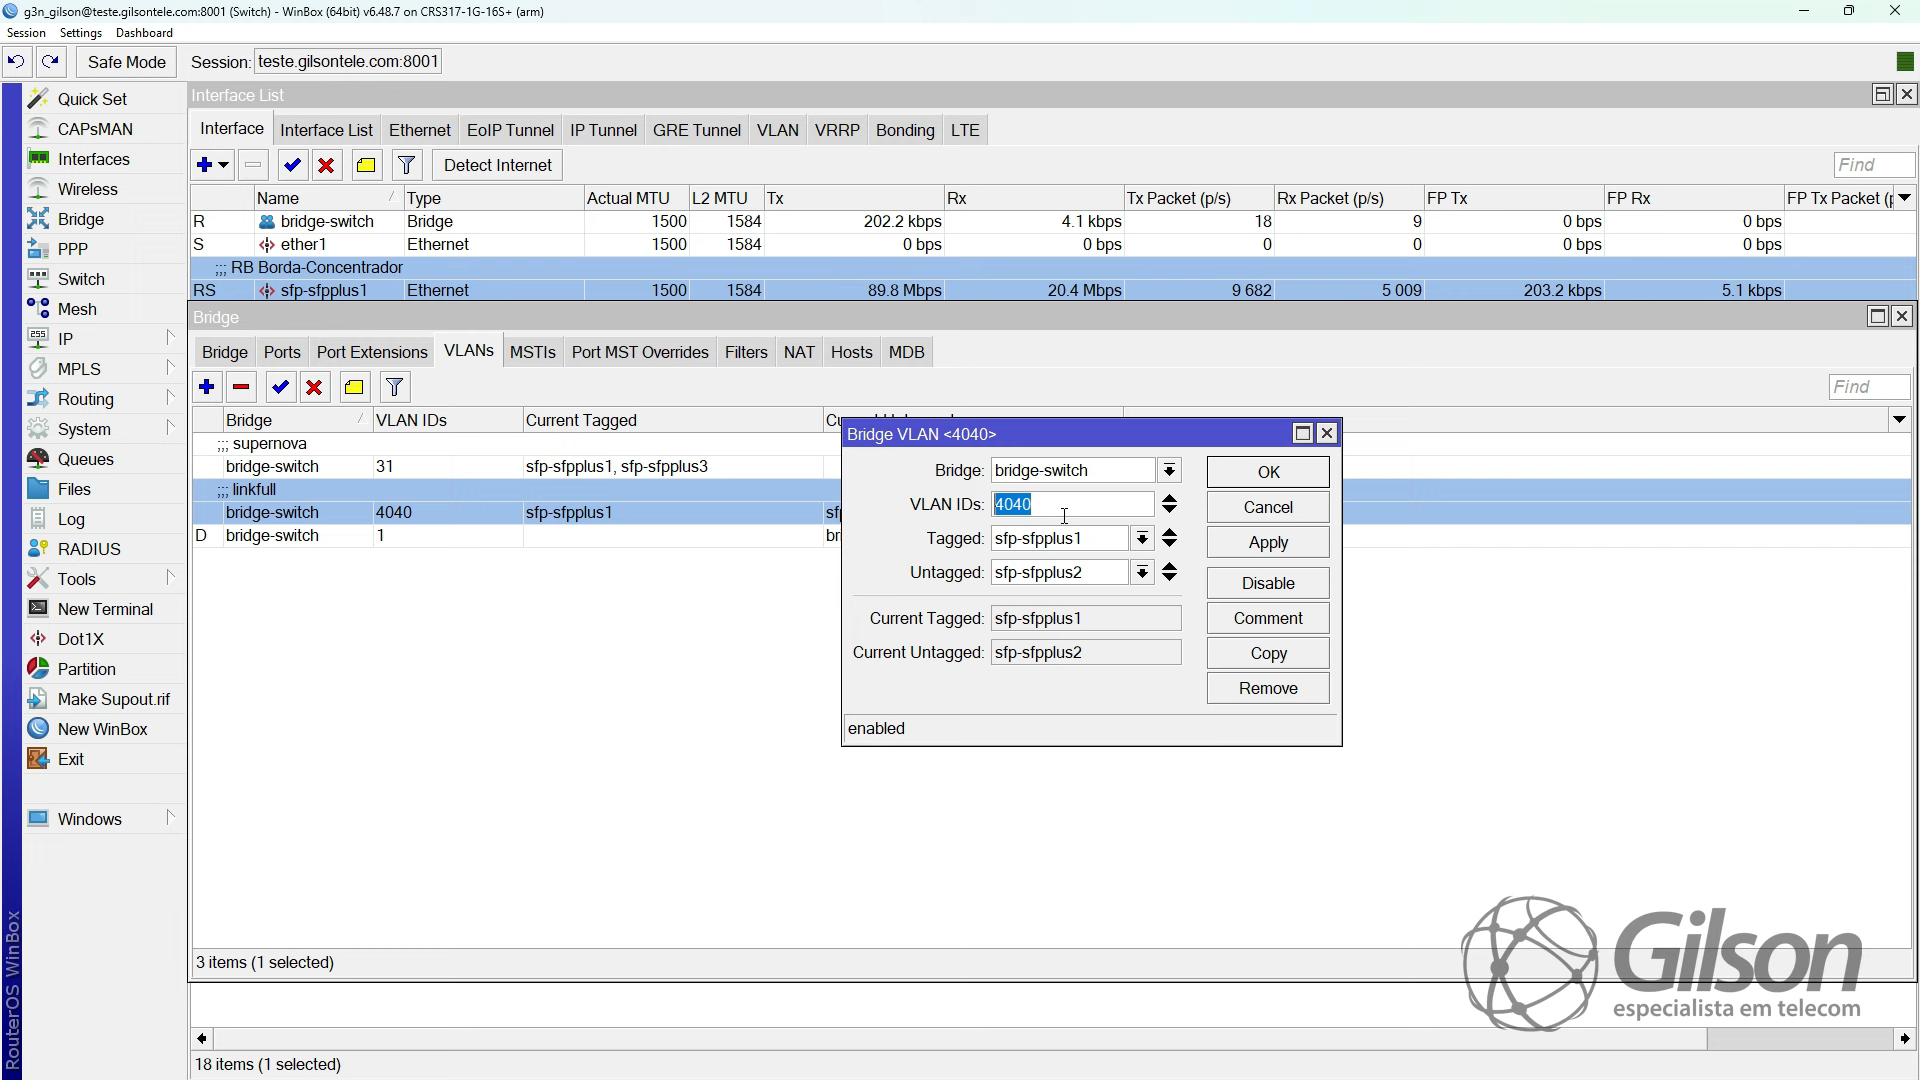 g3n_gilson@teste.gilsontele.com:8001 (Switch) - WinBox (64bit) v6.48.7 on CRS317-1G-16S+ (arm)
Session Settings Dashboard
Safe Mode Session: teste.gilsontele.com:8001
Quick Set
CAPsMAN
Interfaces
Wireless
Bridge
PPP
Switch
Mesh
255
IP
MPLS
Routing
System
Queues
Files
Log
RADIUS
Tools
New Terminal
Dot1X
Partition
Make Supout.rif
New WinBox
Exit
Windows
RouterOS WinBox
Interface List
Interface Interface List Ethernet EoIP Tunnel IP Tunnel GRE Tunnel VLAN VRRP Bonding LTE
Detect Internet Find
Name Type Actual MTU L2 MTU Tx Rx Tx Packet (p/s) Rx Packet (p/s) FP Tx FP Rx FP Tx Packet (
R bridge-switch Bridge 1500 1584 202.2 kbps 4.1 kbps 18 9 0 bps 0 bps
S ether1 Ethernet 1500 1584 0 bps 0 bps 0 0 0 bps 0 bps
;;; RB Borda-Concentrador
RS sfp-sfpplus1 Ethernet 1500 1584 89.8 Mbps 20.4 Mbps 9 682 5 009 203.2 kbps 5.1 kbps
Bridge
Bridge Ports Port Extensions VLANs MSTIs Port MST Overrides Filters NAT Hosts MDB
Find
Bridge VLAN IDs Current Tagged
;;; supernova
bridge-switch 31 sfp-sfpplus1, sfp-sfpplus3
;;; linkfull
bridge-switch 4040 sfp-sfpplus1 sf
D bridge-switch 1 bri
Bridge VLAN <4040>
Bridge: bridge-switch OK
VLAN IDs: 4040 Cancel
Tagged: sfp-sfpplus1 Apply
Untagged: sfp-sfpplus2 Disable
Current Tagged: sfp-sfpplus1 Comment
Current Untagged: sfp-sfpplus2 Copy
Remove
enabled
3 items (1 selected)
18 items (1 selected)
Gilson
especialista em telecom